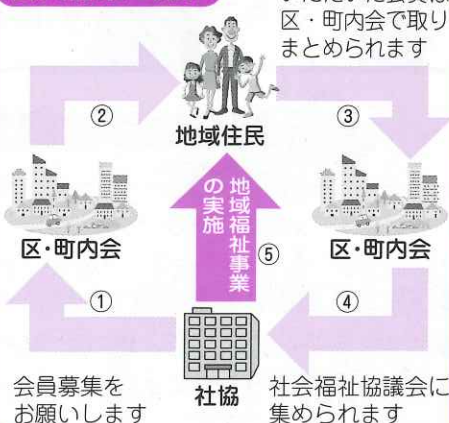 区・町内会で取り
まとめられます
②
③
地域住民
地域福祉事業
の実施
⑤
区・町内会
区・町内会
①
④
社協
会員募集を
お願いします
社会福祉協議会に
集められます